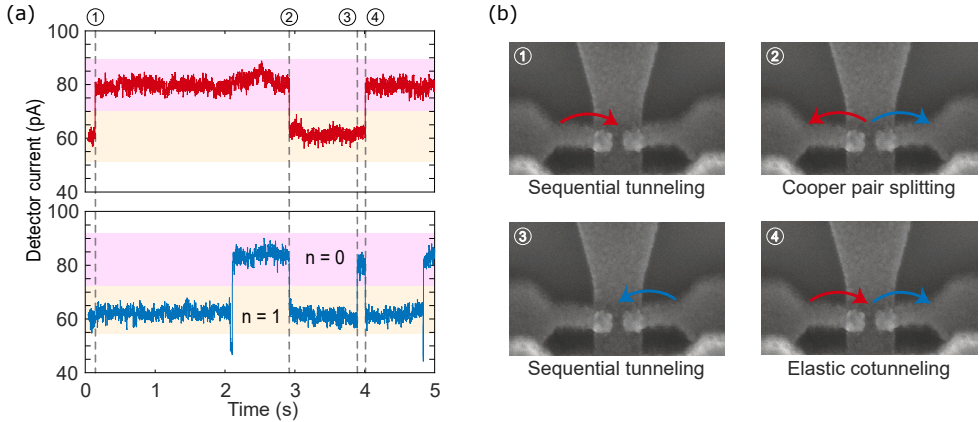 (a)
① ② ③ ④
100
80
60
40
100
80
60
40
Detector current (pA)
n = 0
n = 1
0 1 2 3 4 5
Time (s)
(b)
①
Sequential tunneling
②
Cooper pair splitting
③
Sequential tunneling
④
Elastic cotunneling